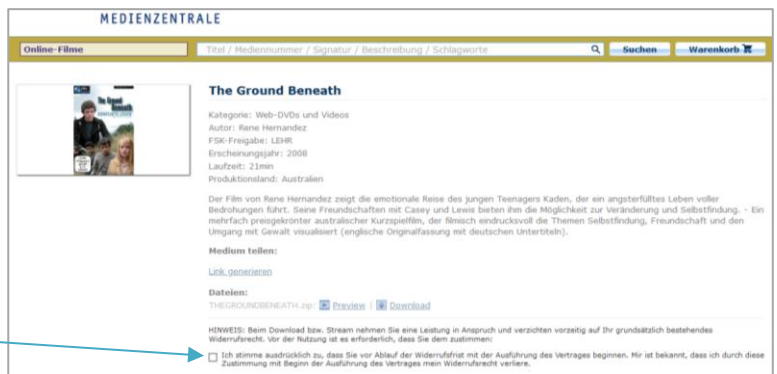 MEDIENZENTRALE
Online-Filme
Titel / Mediennummer / Signatur / Beschreibung / Schlagworte
Suchen
Warenkorb
The Ground Beneath
Kategorie: Web-DVDs und Videos
Autor: Rene Hernandez
FSK-Freigabe: LEHR
Erscheinungsjahr: 2008
Laufzeit: 21min
Produktionsland: Australien
Der Film von Rene Hernandez zeigt die emotionale Reise des jungen Teenagers Kaden, der ein angsterfülltes Leben voller
Bedrohungen führt. Seine Freundschaften mit Casey und Lewis bieten ihm die Möglichkeit zur Veränderung und Selbstfindung. - Ein
mehrfach preisgekrönter australischer Kurzspielfilm, der filmisch eindrucksvoll die Themen Selbstfindung, Freundschaft und den
Umgang mit Gewalt visualisiert (englische Originalfassung mit deutschen Untertiteln).
Medium teilen:
Link generieren
Dateien:
THEGROUNDBENEATH.zip: Preview | Download
HINWEIS: Beim Download bzw. Stream nehmen Sie eine Leistung in Anspruch und verzichten vorzeitig auf Ihr grundsätzlich bestehendes
Widerrufsrecht. Vor der Nutzung ist es erforderlich, dass Sie dem zustimmen:
Ich stimme ausdrücklich zu, dass Sie vor Ablauf der Widerrufsfrist mit der Ausführung des Vertrages beginnen. Mir ist bekannt, dass ich durch diese
Zustimmung mit Beginn der Ausführung des Vertrages mein Widerrufsrecht verliere.
The Ground
Beneath